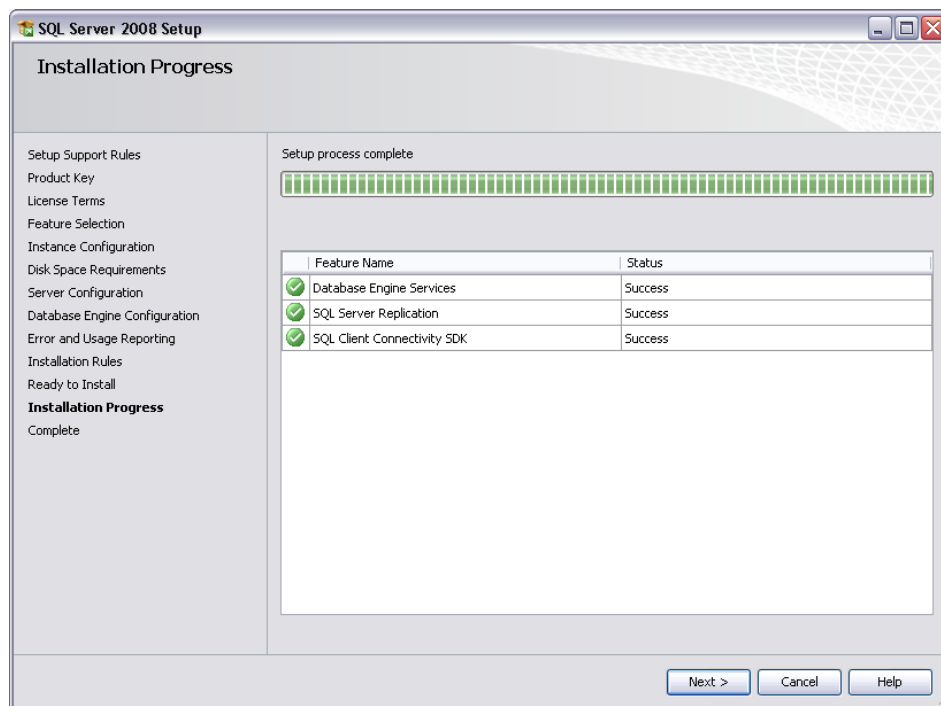 SQL Server 2008 Setup
Installation Progress
Setup Support Rules
Product Key
License Terms
Feature Selection
Instance Configuration
Disk Space Requirements
Server Configuration
Database Engine Configuration
Error and Usage Reporting
Installation Rules
Ready to Install
Installation Progress
Complete
Setup process complete
Feature Name Status
Database Engine Services Success
SQL Server Replication Success
SQL Client Connectivity SDK Success
Next > Cancel Help